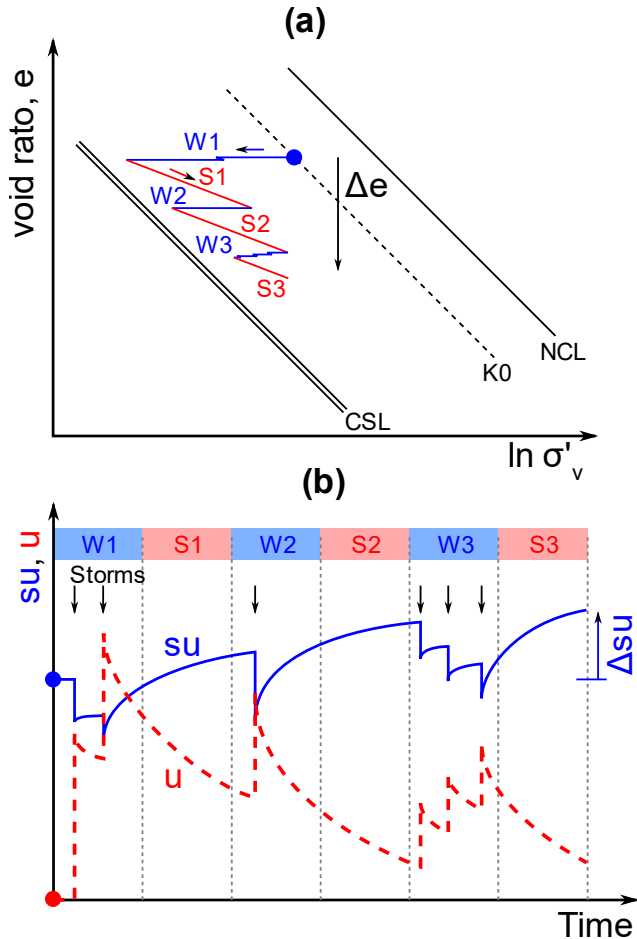 (a)
void rato, e
W1
S1
Δe
W2
S2
W3
S3
NCL
K0
CSL
ln σ'v
(b)
su, u
W1 S1 W2 S2 W3 S3
Storms
su
Δsu
u
Time